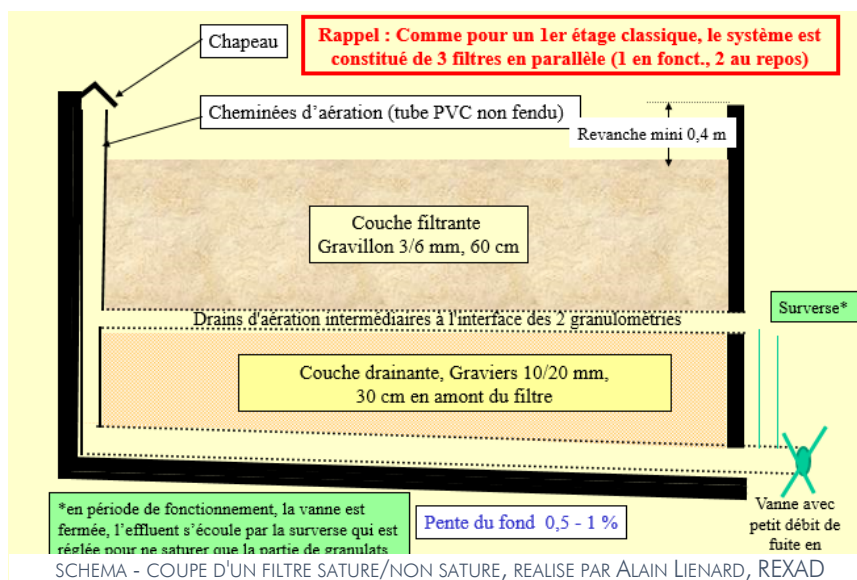 Chapeau
Rappel : Comme pour un 1er étage classique, le système est
constitué de 3 filtres en parallèle (1 en fonct., 2 au repos)
Cheminées d'aération (tube PVC non fendu)
Revanche mini 0,4 m
Couche filtrante
Gravillon 3/6 mm, 60 cm
Surverse*
Drains d'aération intermédiaires à l'interface des 2 granulométries
Couche drainante, Graviers 10/20 mm,
30 cm en amont du filtre
*en période de fonctionnement, la vanne est
fermée, l'effluent s'écoule par la surverse qui est
réglée pour ne saturer que la partie de granulats
Pente du fond 0,5 - 1 %
Vanne avec
petit débit de
fuite en
SCHEMA - COUPE D'UN FILTRE SATURE/NON SATURE, REALISE PAR ALAIN LIENARD, REXAD